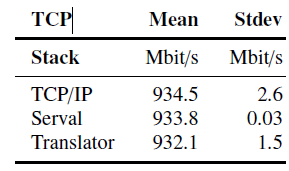 TCP Mean Stdev
Stack Mbit/s Mbit/s
TCP/IP 934.5 2.6
Serval 933.8 0.03
Translator 932.1 1.5